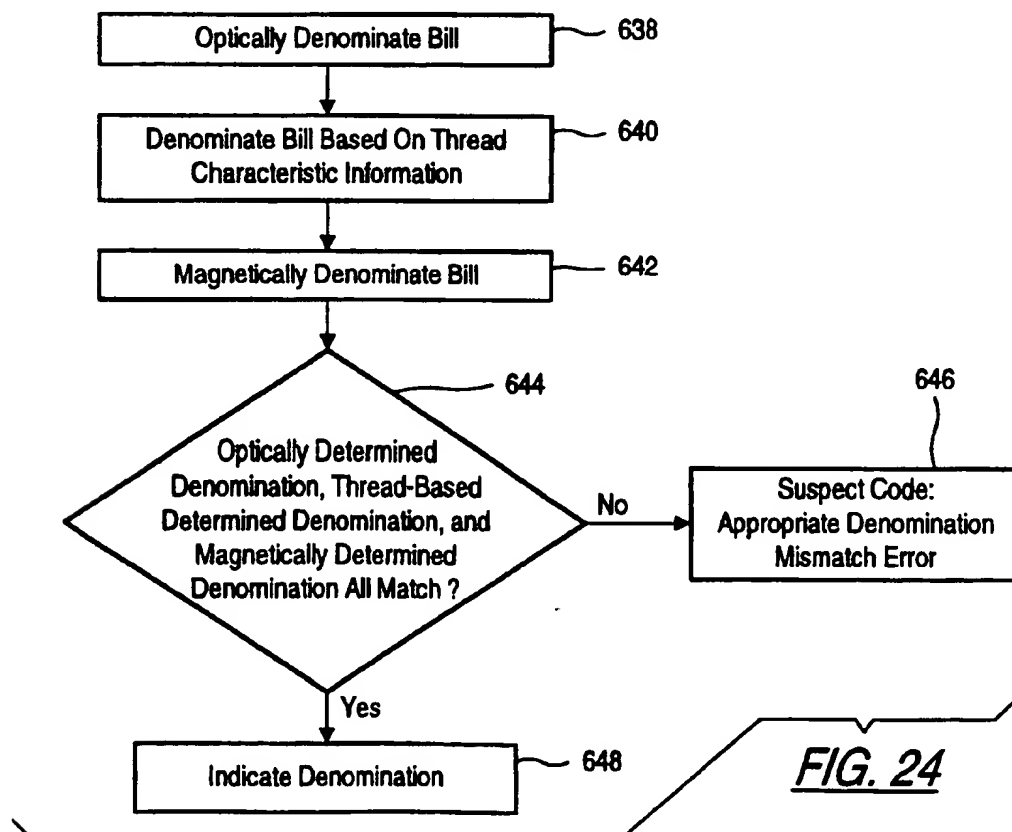 Optically Denominate Bill
638
Denominate Bill Based On Thread
Characteristic Information
640
Magnetically Denominate Bill
642
644
Optically Determined
Denomination, Thread-Based
Determined Denomination, and
Magnetically Determined
Denomination All Match ?
No
646
Suspect Code:
Appropriate Denomination
Mismatch Error
Yes
Indicate Denomination
648
FIG. 24